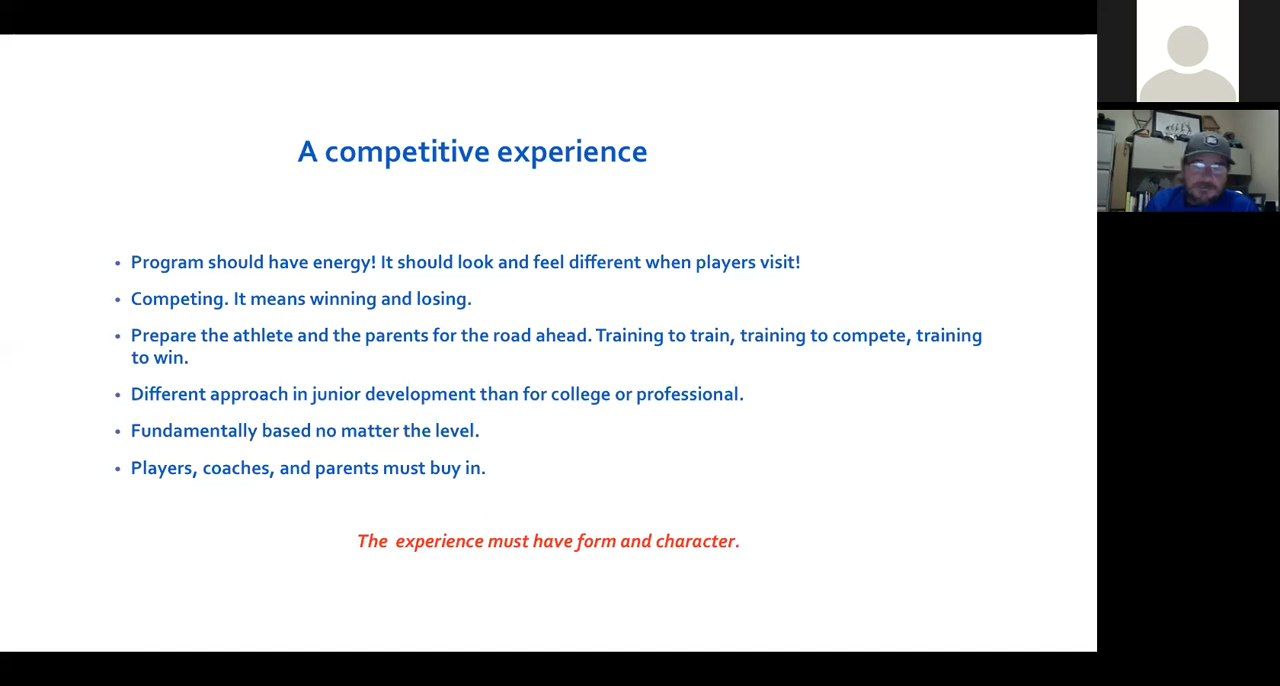 A competitive experience
• Program should have energy! It should look and feel different when players visit!
• Competing. It means winning and losing.
• Prepare the athlete and the parents for the road ahead. Training to train, training to compete, training
to win.
• Different approach in junior development than for college or professional.
• Fundamentally based no matter the level.
• Players, coaches, and parents must buy in.
The experience must have form and character.